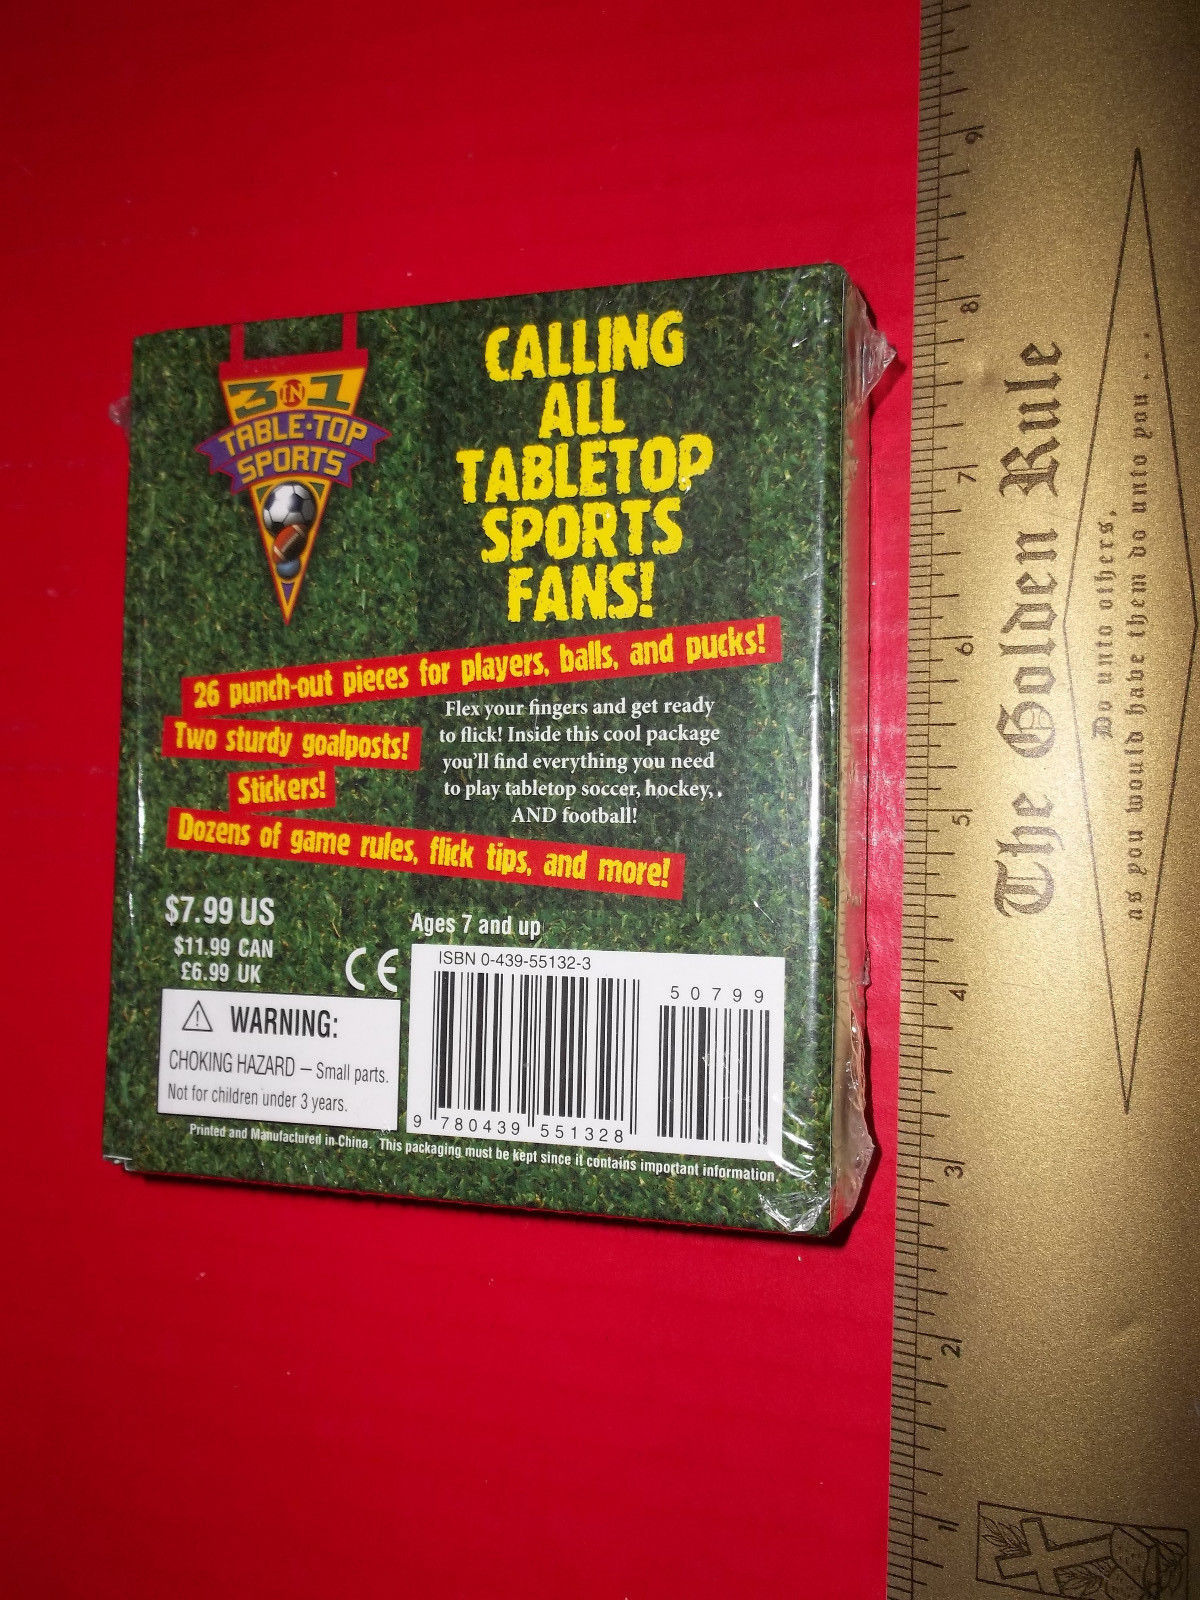 3 IN 1
TABLE·TOP
SPORTS
CALLING
ALL
TABLETOP
SPORTS
FANS!
26 punch-out pieces for players, balls, and pucks!
Two sturdy goalposts!
Stickers!
Dozens of game rules, flick tips, and more!
Flex your fingers and get ready
to flick! Inside this cool package
you'll find everything you need
to play tabletop soccer, hockey, ,
AND football!
$7.99 US
$11.99 CAN
£6.99 UK
CE
Ages 7 and up
WARNING:
CHOKING HAZARD — Small parts.
Not for children under 3 years.
ISBN 0-439-55132-3
50799
9 780439 551328
Printed and Manufactured in China. This packaging must be kept since it contains important information.
The Golden Rule
Do unto others,
as you would have them do unto you . . . .
1 2 3 4 5 6 7 8 9